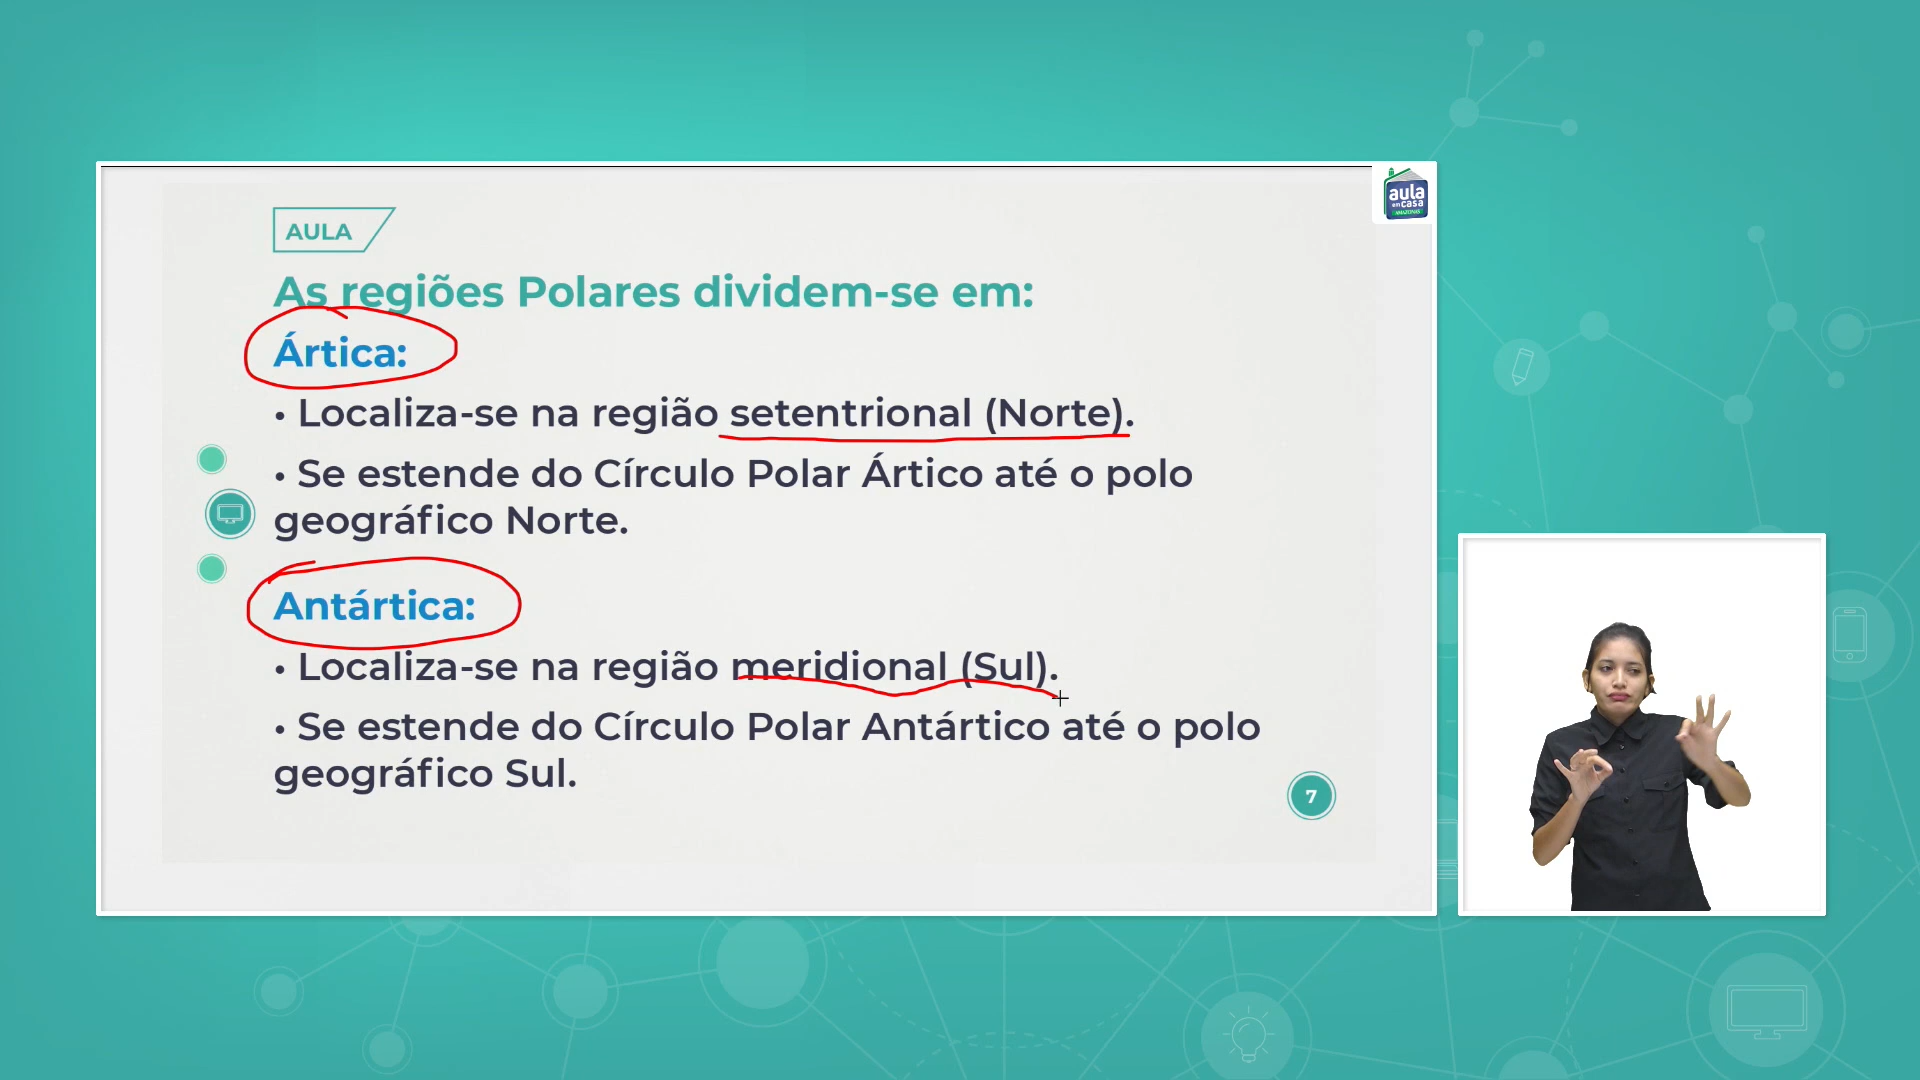 aula
em casa
AMAZONAS
AULA
As regiões Polares dividem-se em:
Ártica:
• Localiza-se na região setentrional (Norte).
• Se estende do Círculo Polar Ártico até o polo
geográfico Norte.
Antártica:
• Localiza-se na região meridional (Sul).
• Se estende do Círculo Polar Antártico até o polo
geográfico Sul.
7